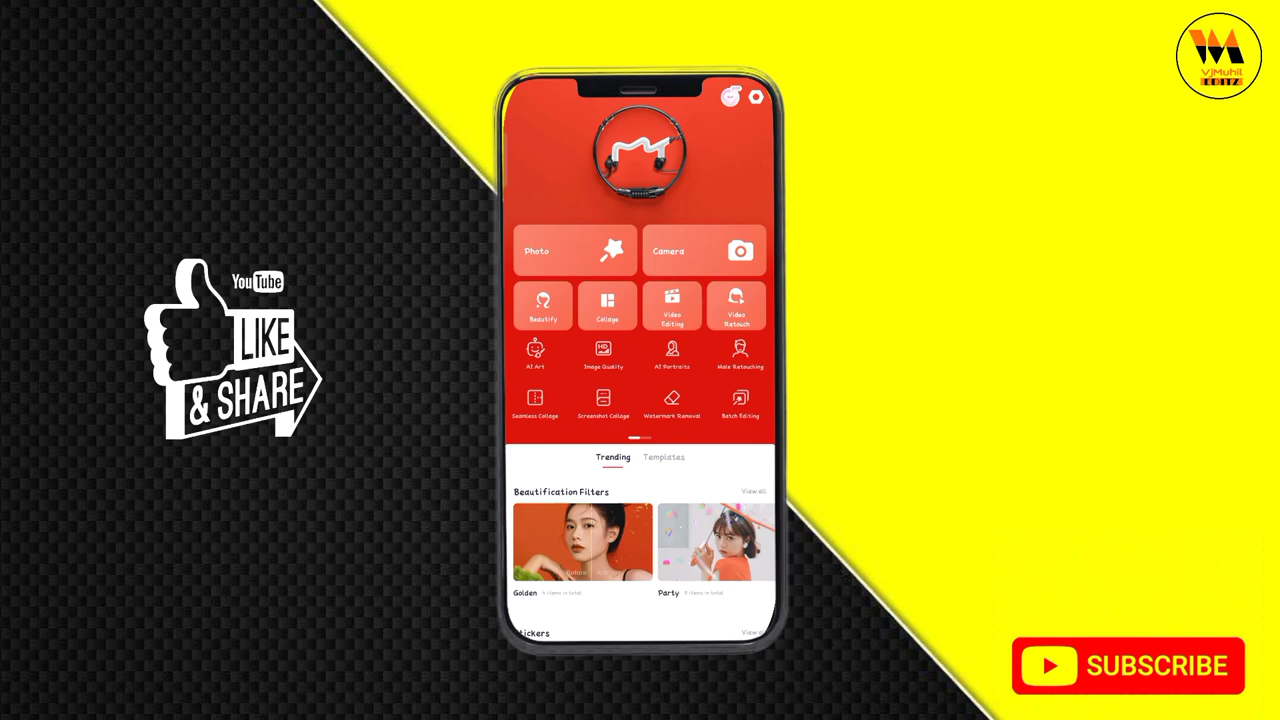 VjMuhil
EDITZ
YouTube
LIKE
& SHARE
Photo
Camera
Beautify
Collage
Video
Editing
Video
Retouch
AI Art
Image Quality
AI Portraits
Male Retouching
Seamless Collage
Screenshot Collage
Watermark Removal
Batch Editing
Trending
Templates
Beautification Filters
View all
Before
Golden
Party
View
SUBSCRIBE